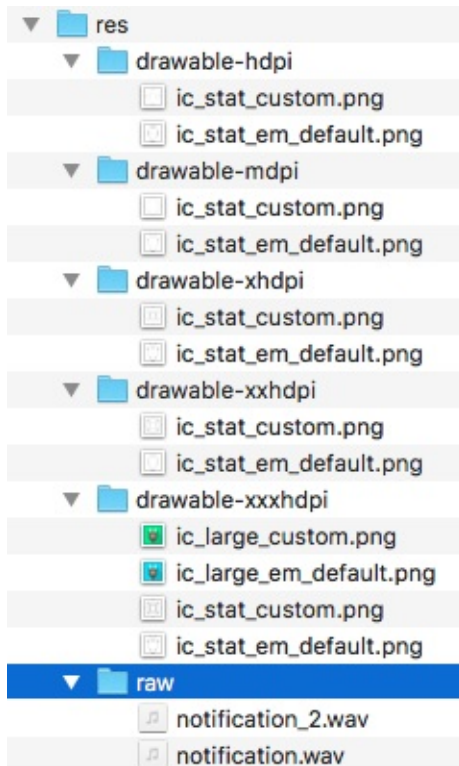 res
drawable-hdpi
ic_stat_custom.png
ic_stat_em_default.png
drawable-mdpi
ic_stat_custom.png
ic_stat_em_default.png
drawable-xhdpi
ic_stat_custom.png
ic_stat_em_default.png
drawable-xxhdpi
ic_stat_custom.png
ic_stat_em_default.png
drawable-xxxhdpi
ic_large_custom.png
ic_large_em_default.png
ic_stat_custom.png
ic_stat_em_default.png
raw
notification_2.wav
notification.wav